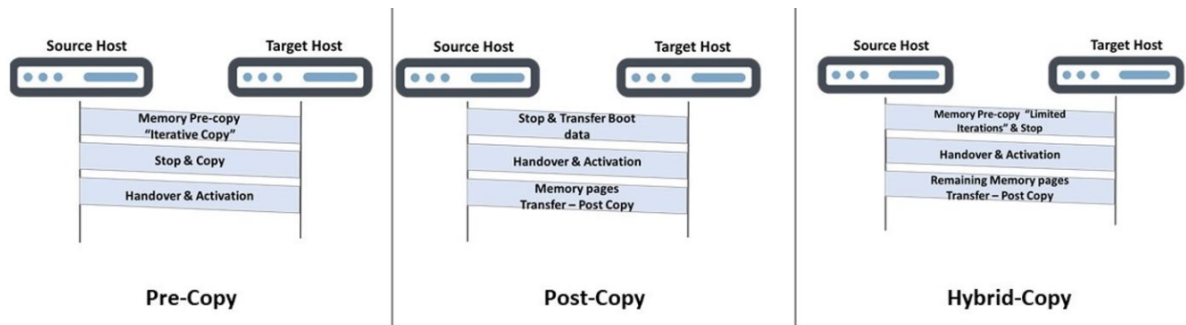 Source Host
Target Host
Memory Pre-copy
“Iterative Copy”
Stop & Copy
Handover & Activation
Pre-Copy
Source Host
Target Host
Stop & Transfer Boot
data
Handover & Activation
Memory pages
Transfer – Post Copy
Post-Copy
Source Host
Target Host
Memory Pre-copy “Limited
Iterations” & Stop
Handover & Activation
Remaining Memory pages
Transfer – Post Copy
Hybrid-Copy